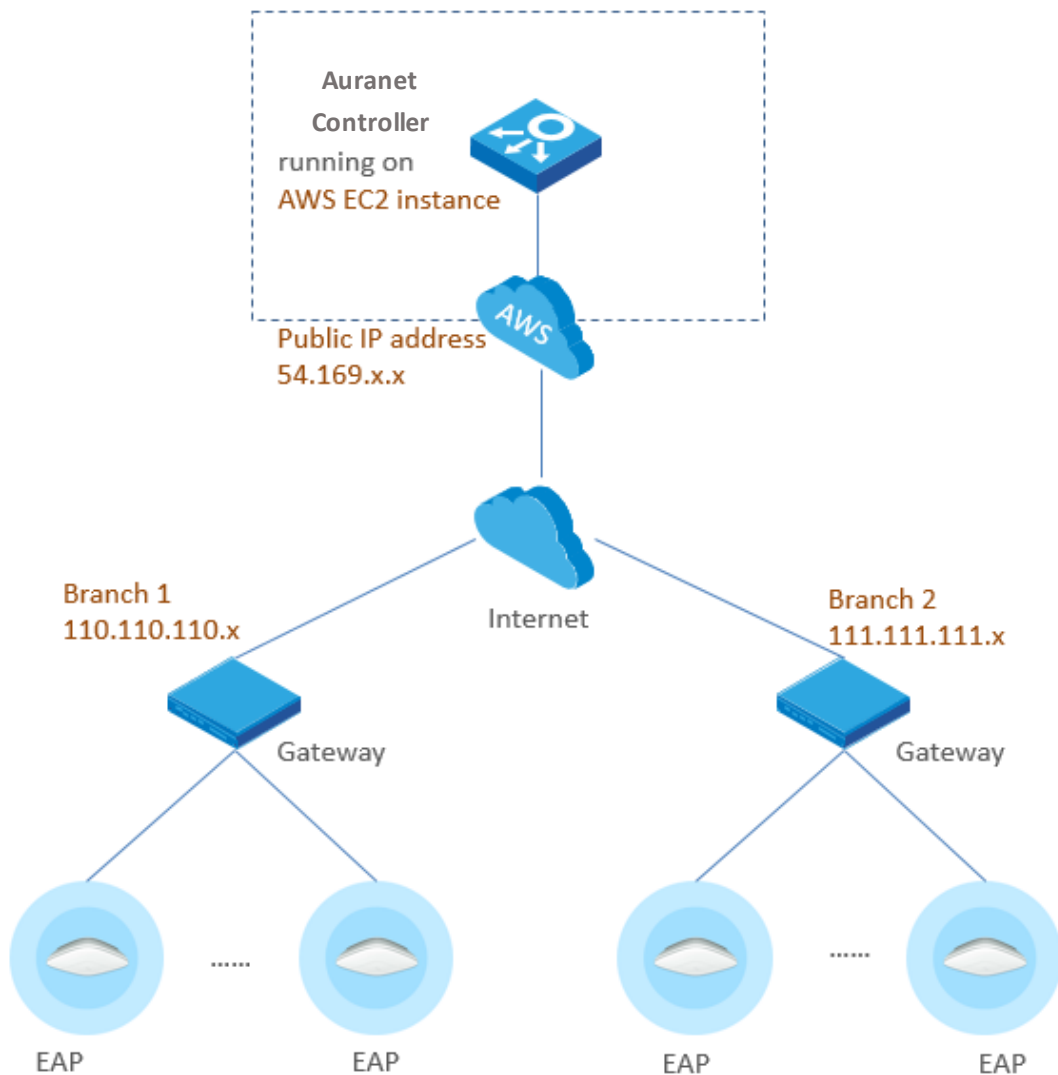 Auranet
Controller
running on
AWS EC2 instance
AWS
Public IP address
54.169.x.x
Internet
Branch 1
110.110.110.x
Branch 2
111.111.111.x
Gateway
Gateway
......
......
EAP
EAP
EAP
EAP